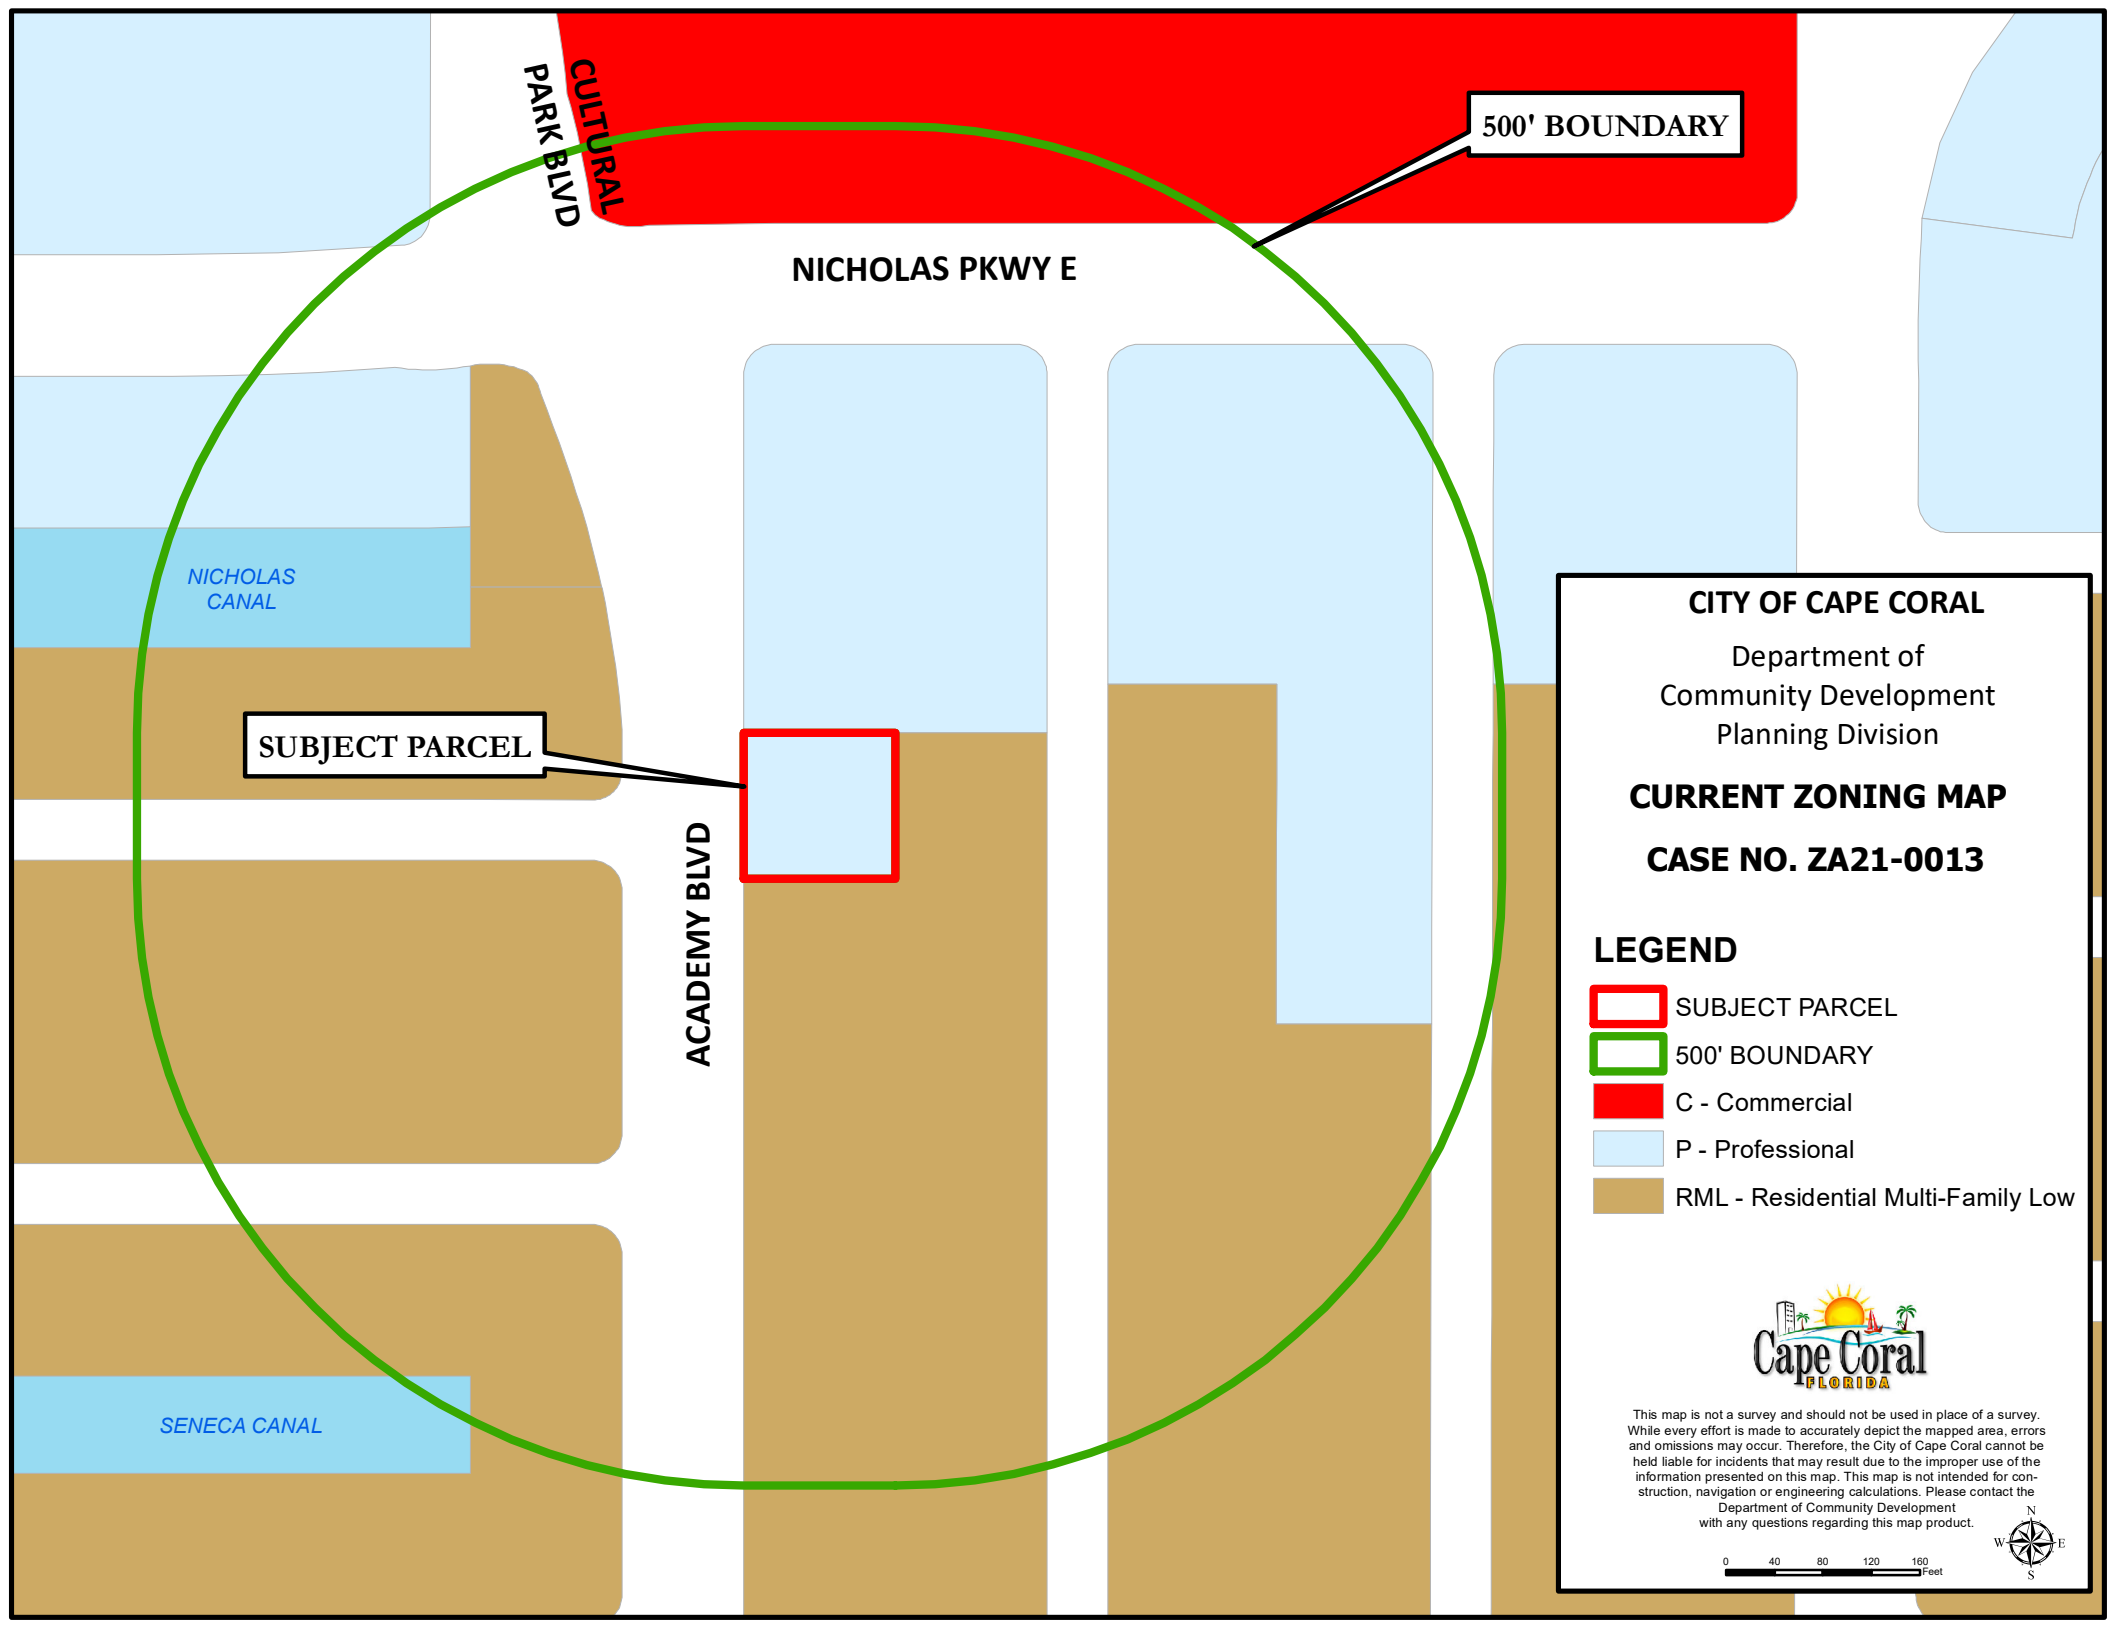 CULTURAL
PARK BLVD
500' BOUNDARY
NICHOLAS PKWY E
NICHOLAS
CANAL
SUBJECT PARCEL
ACADEMY BLVD
SENECA CANAL
CITY OF CAPE CORAL
Department of
Community Development
Planning Division
CURRENT ZONING MAP
CASE NO. ZA21-0013
LEGEND
SUBJECT PARCEL
500' BOUNDARY
C - Commercial
P - Professional
RML - Residential Multi-Family Low
Cape Coral
FLORIDA
This map is not a survey and should not be used in place of a survey.
While every effort is made to accurately depict the mapped area, errors
and omissions may occur. Therefore, the City of Cape Coral cannot be
held liable for incidents that may result due to the improper use of the
information presented on this map. This map is not intended for con-
struction, navigation or engineering calculations. Please contact the
Department of Community Development
with any questions regarding this map product.
N
W E
S
0 40 80 120 160
Feet